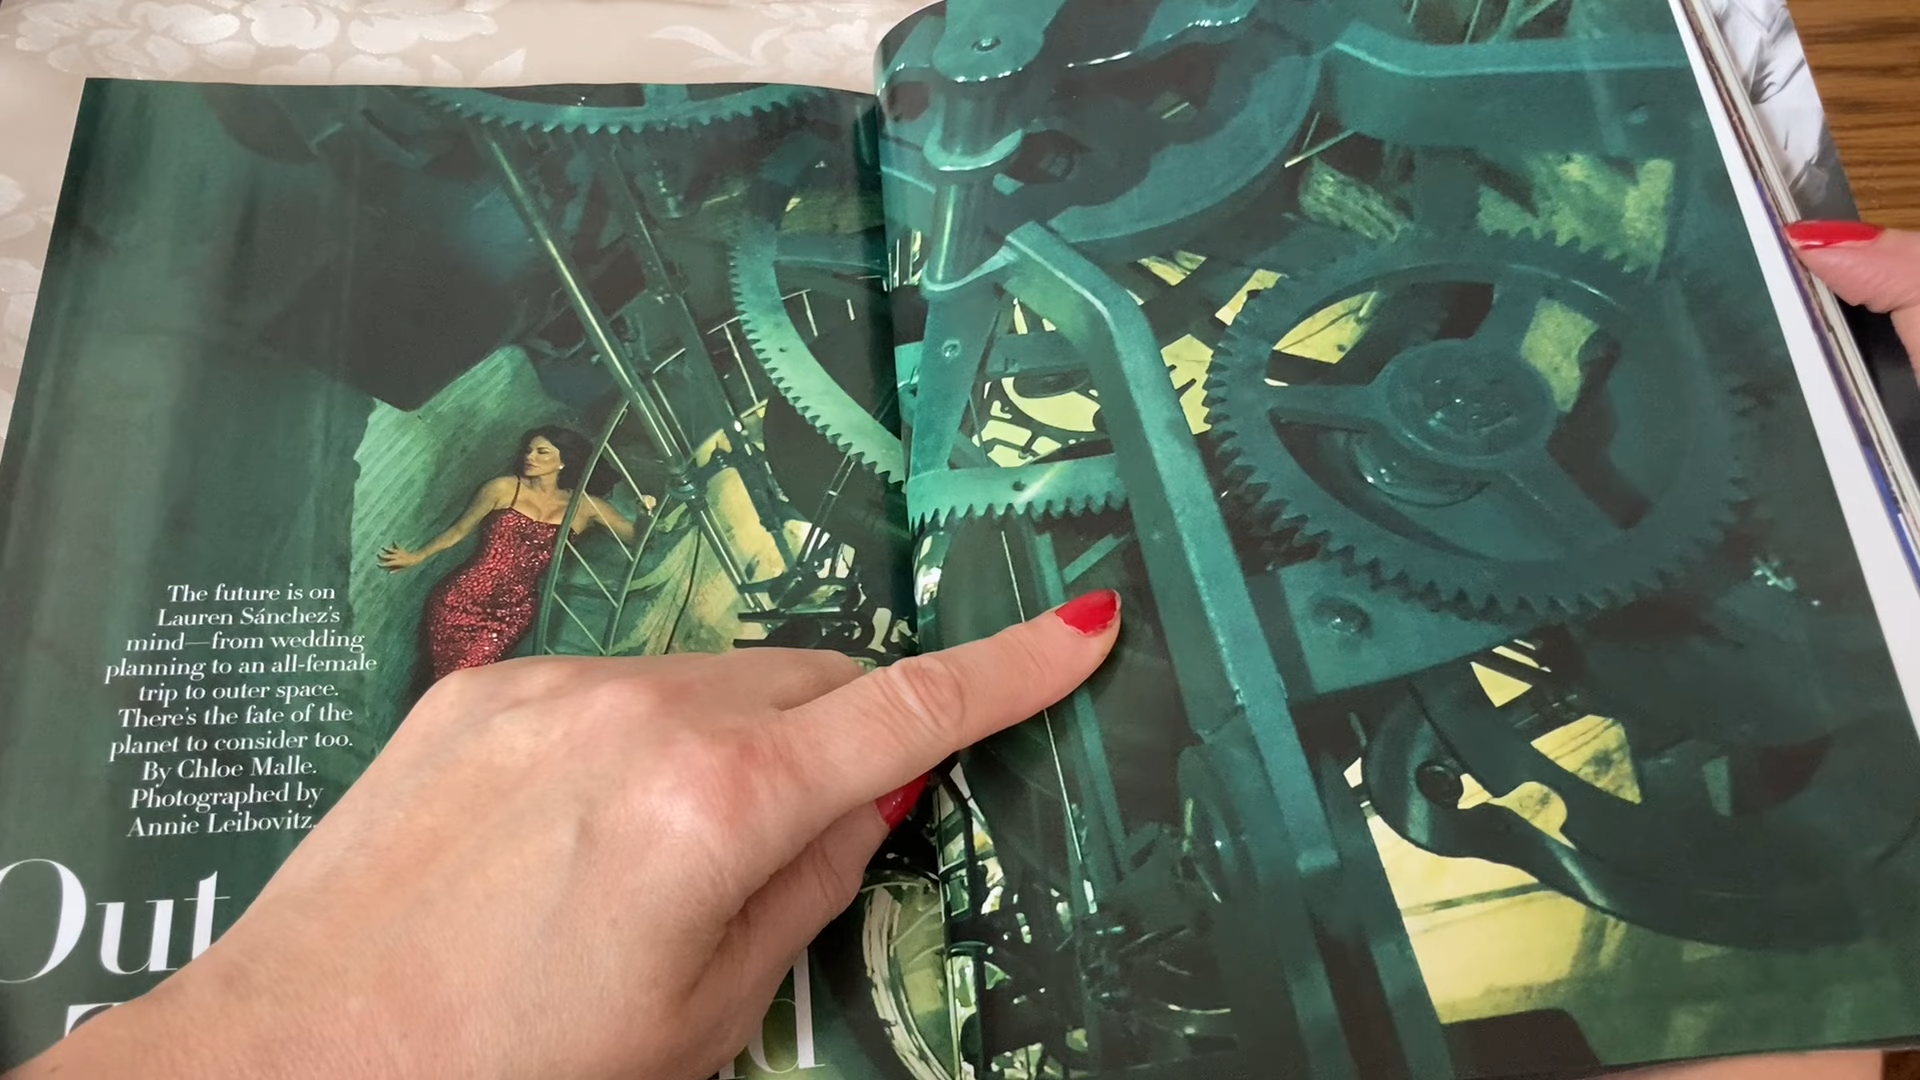 The future is on
Lauren Sánchez's
mind—from wedding
planning to an all-female
trip to outer space.
There's the fate of the
planet to consider too.
By Chloe Malle.
Photographed by
Annie Leibovitz.
Out